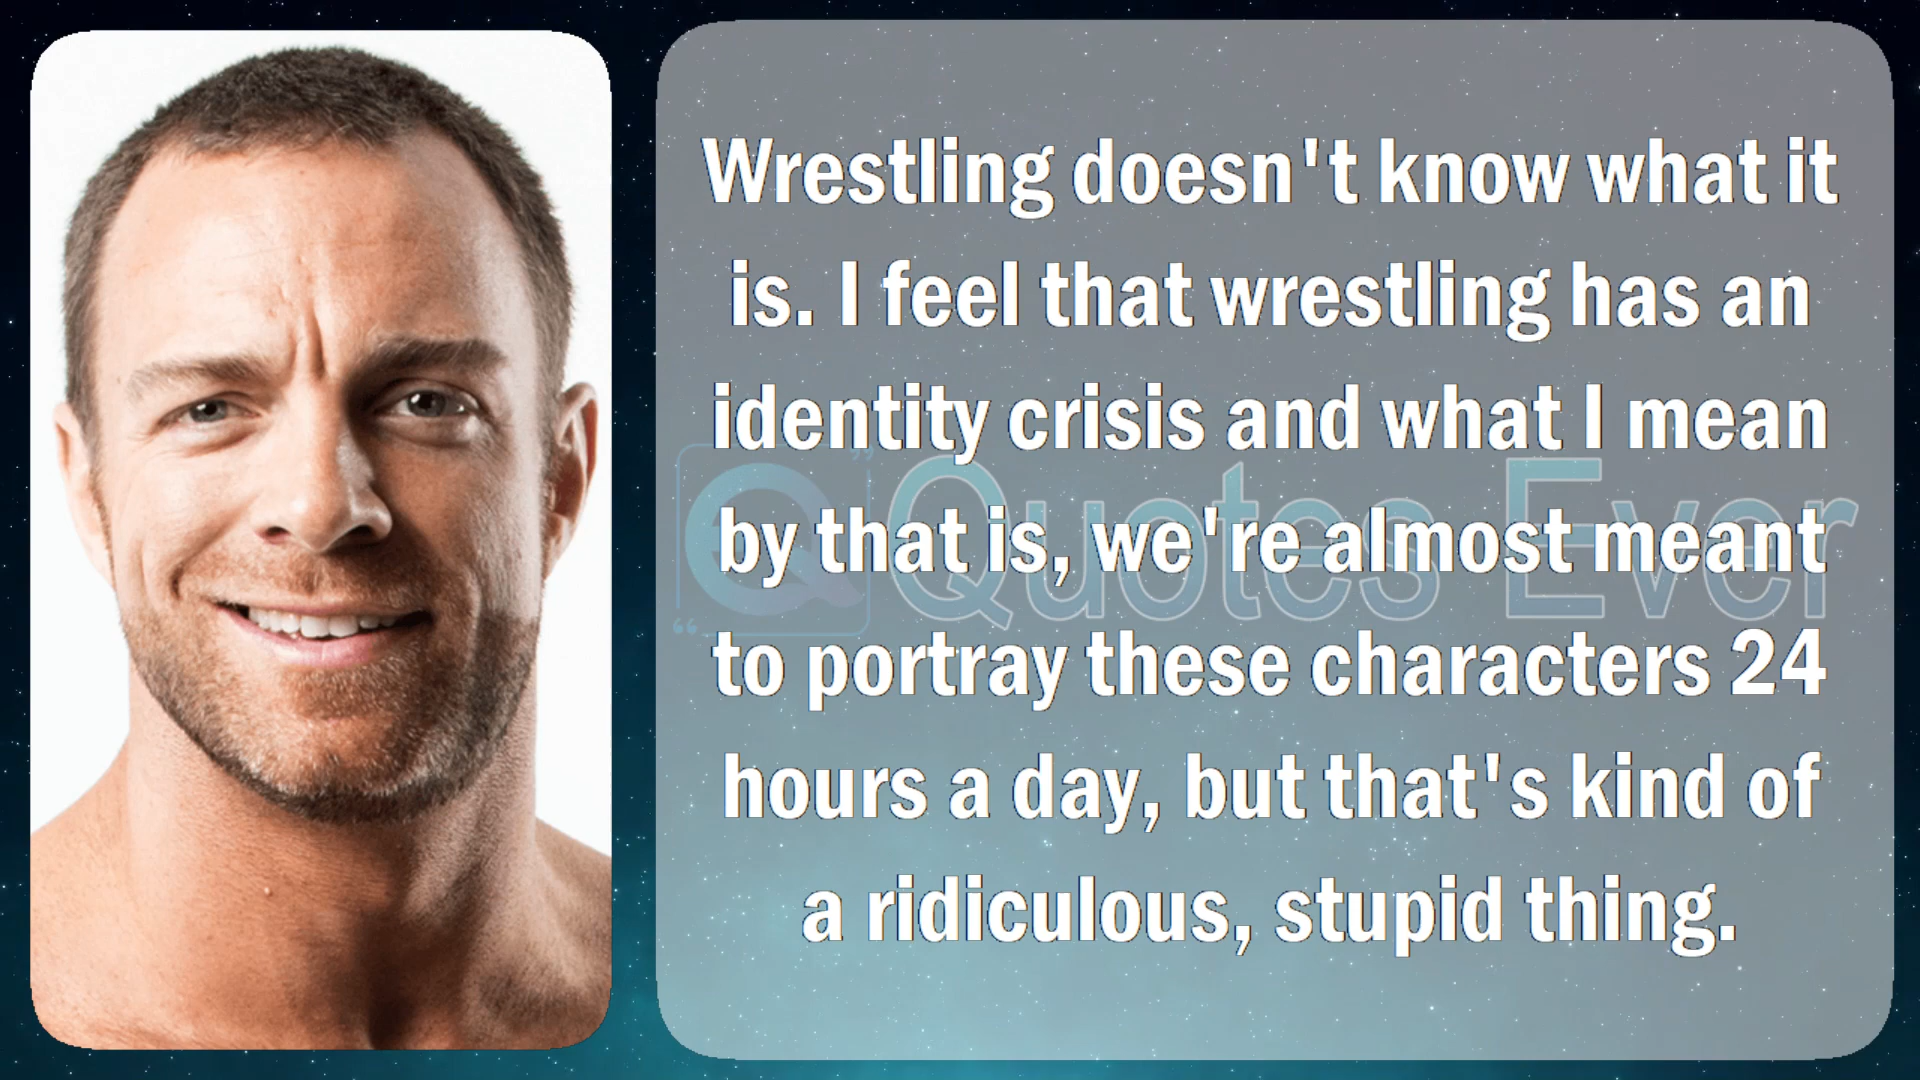 Wrestling doesn't know what it
is. I feel that wrestling has an
identity crisis and what I mean
by that is, we're almost meant
to portray these characters 24
hours a day, but that's kind of
a ridiculous, stupid thing.
Quotes Ever